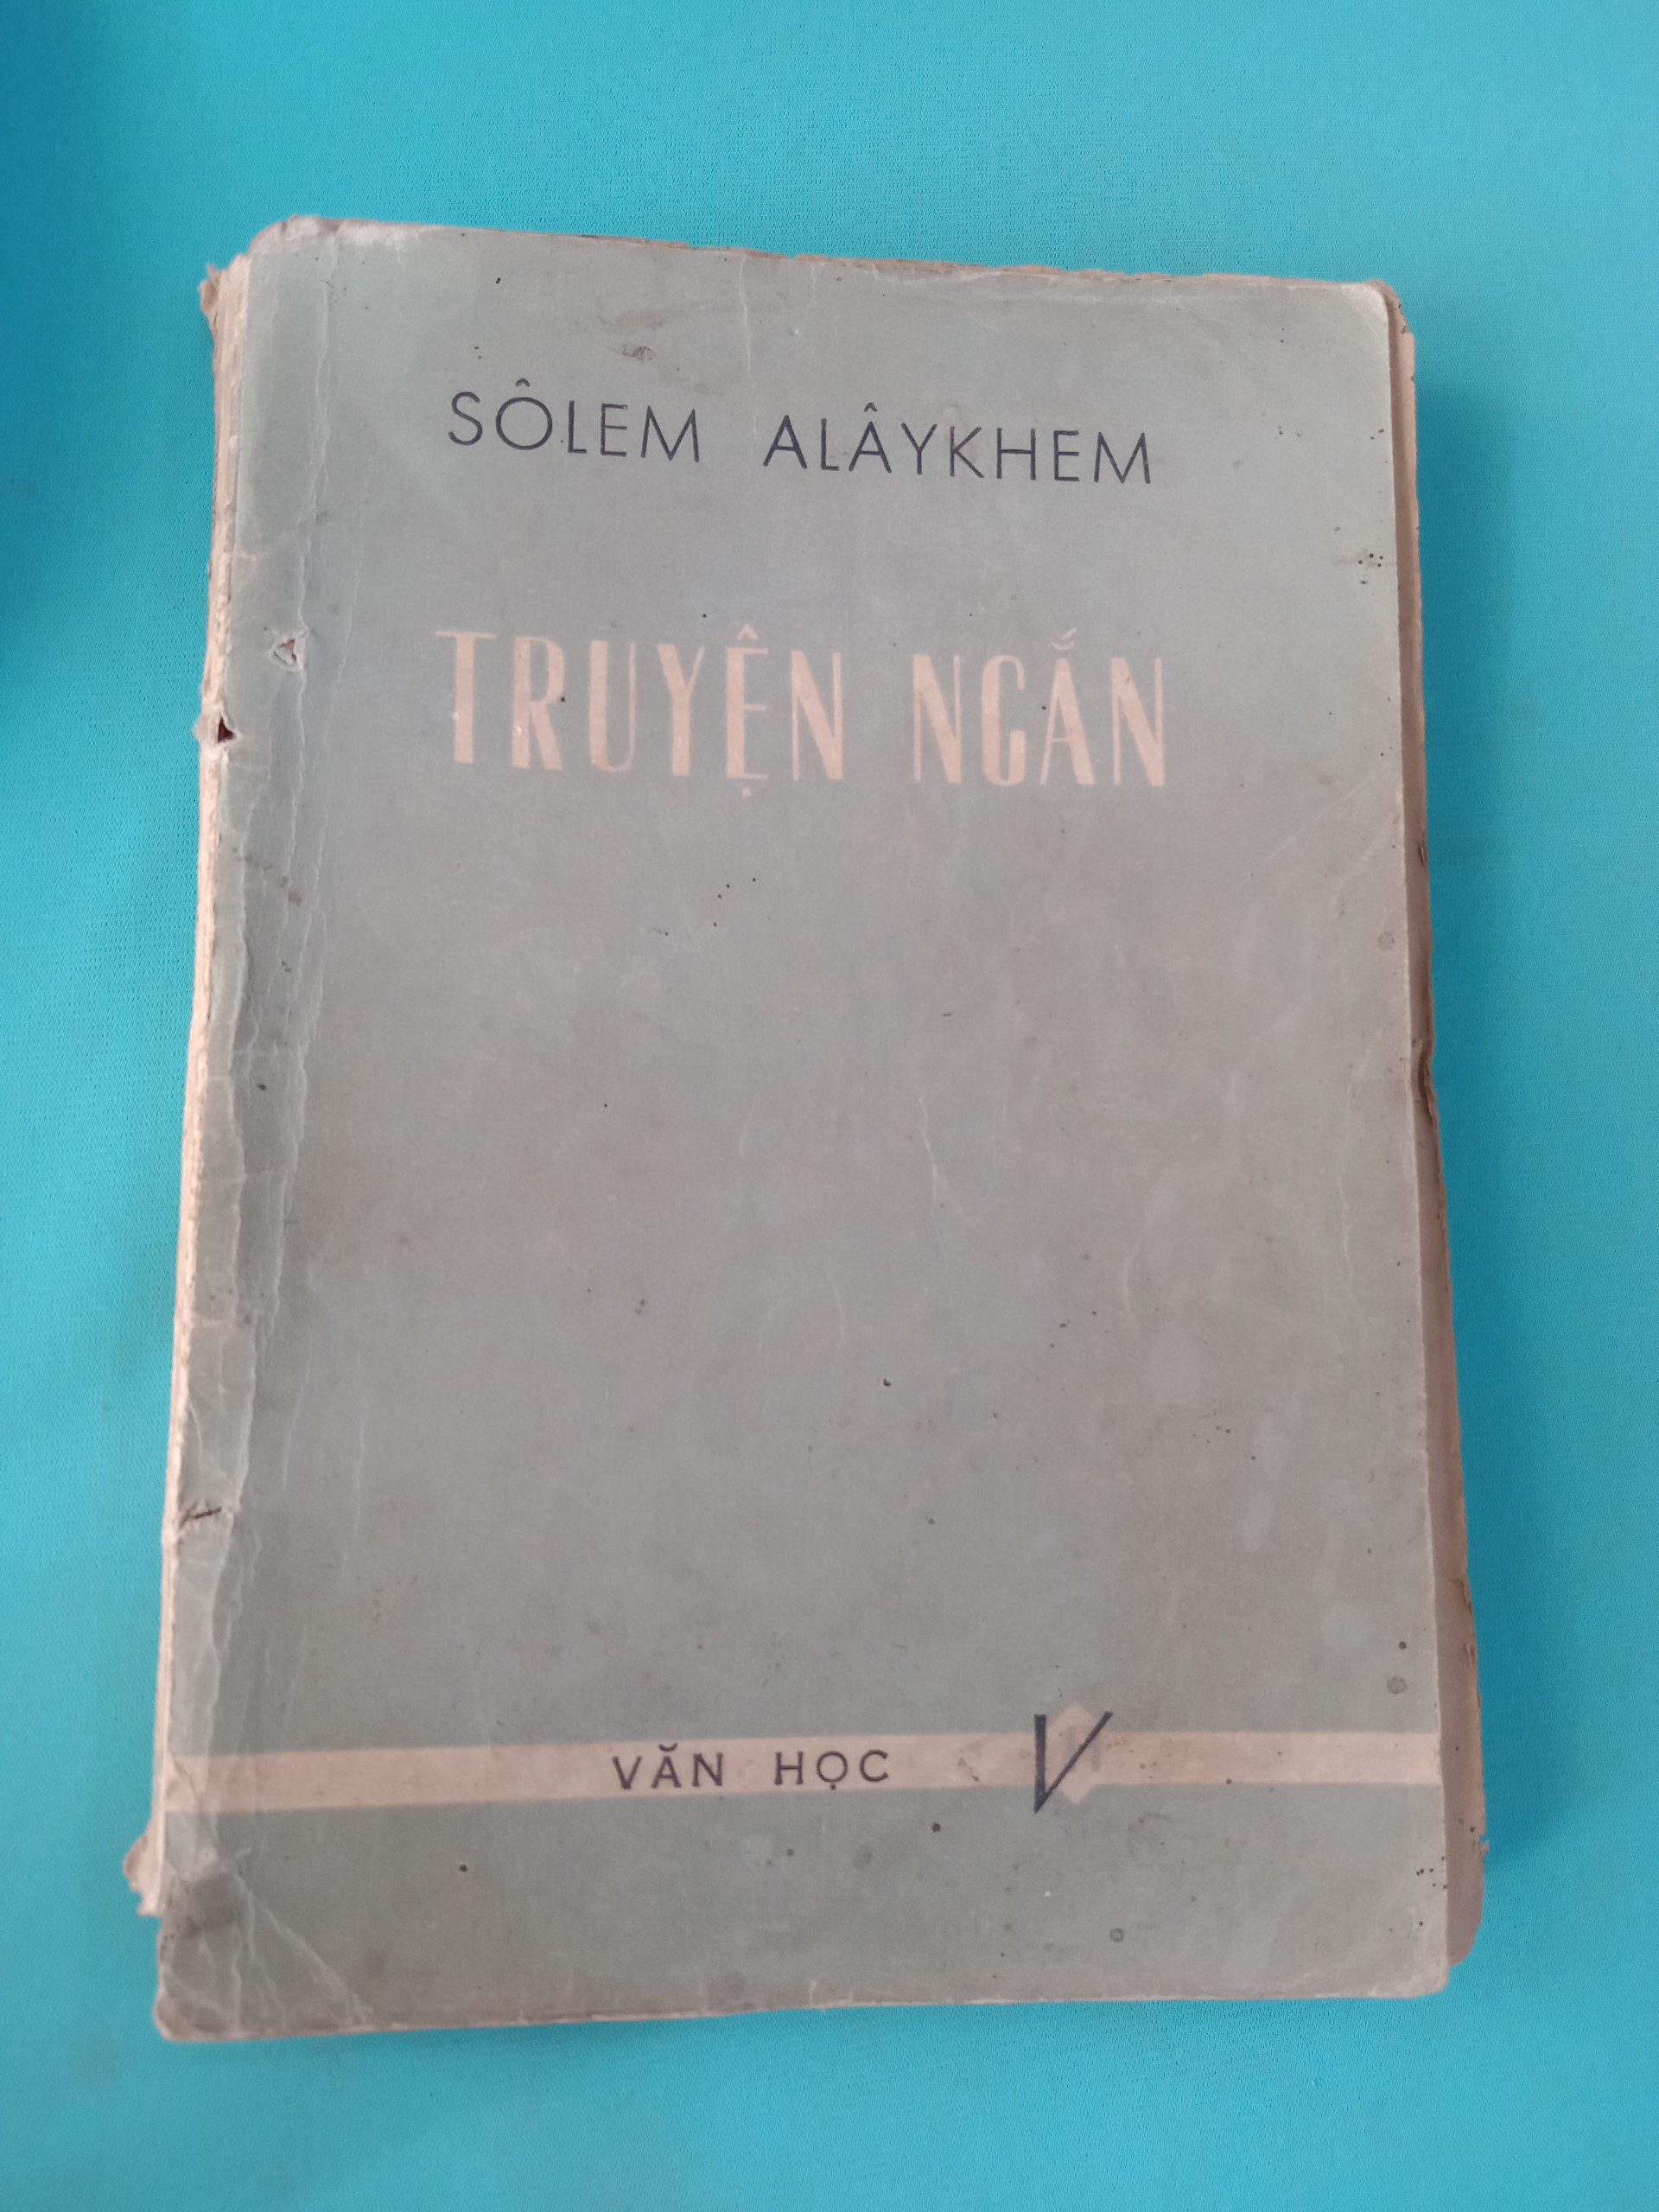 SÔLEM ALÂYKHEM
TRUYỆN NGẮN
VĂN HỌC V